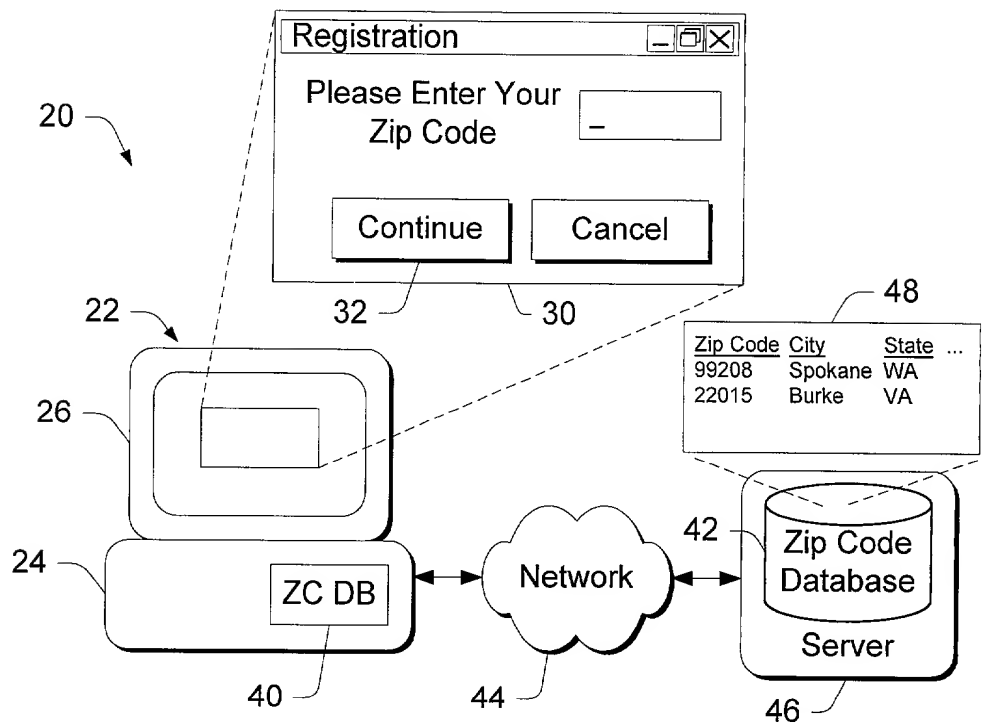 Registration
Please Enter Your
Zip Code
_
Continue
Cancel
20
32
30
22
48
Zip Code City State ...
99208 Spokane WA
22015 Burke VA
26
24
ZC DB
Network
42
Zip Code
Database
Server
40
44
46